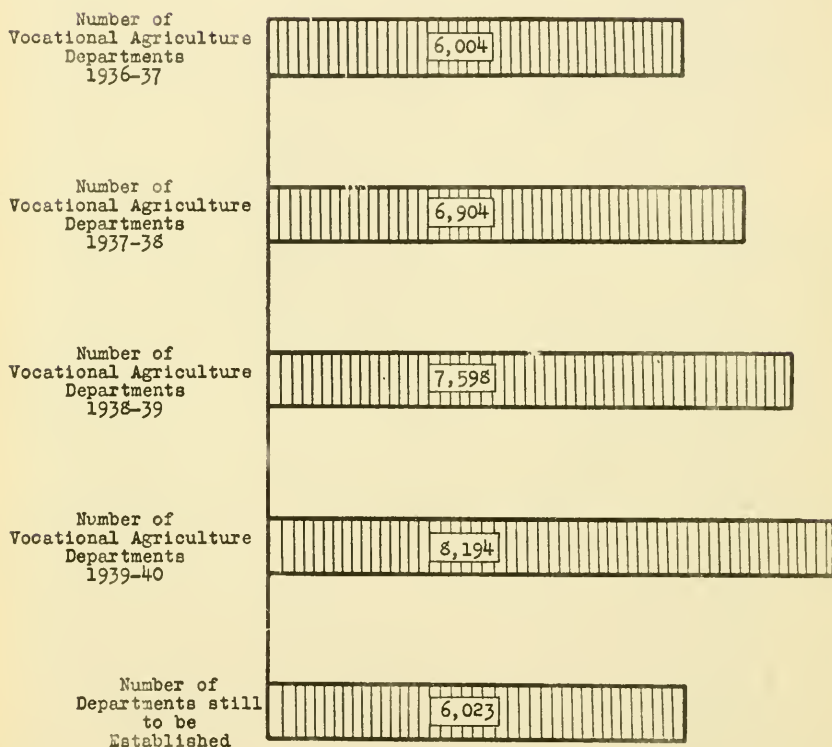 Number of
Vocational Agriculture
Departments
1936-37
6,004
Number of
Vocational Agriculture
Departments
1937-38
6,904
Number of
Vocational Agriculture
Departments
1938-39
7,598
Number of
Vocational Agriculture
Departments
1939-40
8,194
Number of
Departments still
to be
Established
6,023